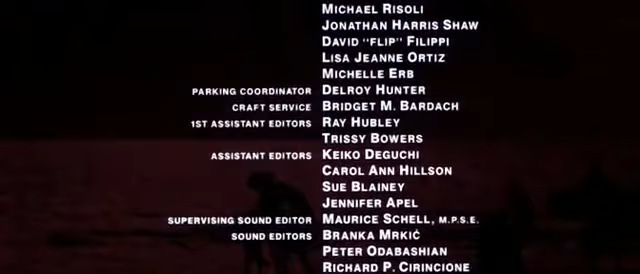 MICHAEL RISOLI
JONATHAN HARRIS SHAW
DAVID "FLIP" FILIPPI
LISA JEANNE ORTIZ
MICHELLE ERB
PARKING COORDINATOR DELROY HUNTER
CRAFT SERVICE BRIDGET M. BARDACH
1ST ASSISTANT EDITORS RAY HUBLEY
TRISSY BOWERS
ASSISTANT EDITORS KEIKO DEGUCHI
CAROL ANN HILLSON
SUE BLAINEY
JENNIFER APEL
SUPERVISING SOUND EDITOR MAURICE SCHELL, M.P.S.E.
SOUND EDITORS BRANKA MRKIĆ
PETER ODABASHIAN
RICHARD P. CIRINCIONE